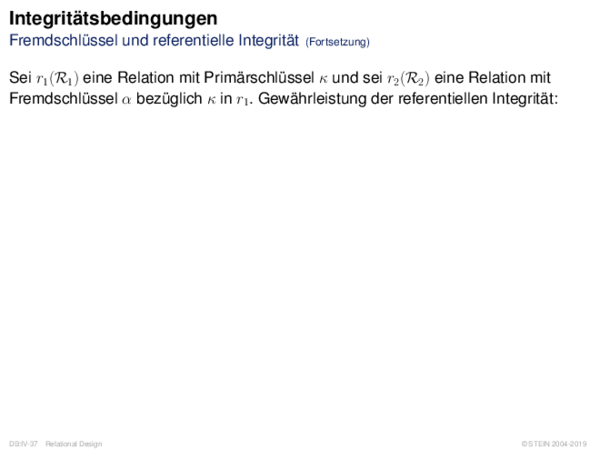 Integritätsbedingungen
Fremdschlüssel und referentielle Integrität (Fortsetzung)
Sei r₁(ℛ₁) eine Relation mit Primärschlüssel κ und sei r₂(ℛ₂) eine Relation mit
Fremdschlüssel α bezüglich κ in r₁. Gewährleistung der referentiellen Integrität:
DB:IV-37 Relational Design
© STEIN 2004-2019